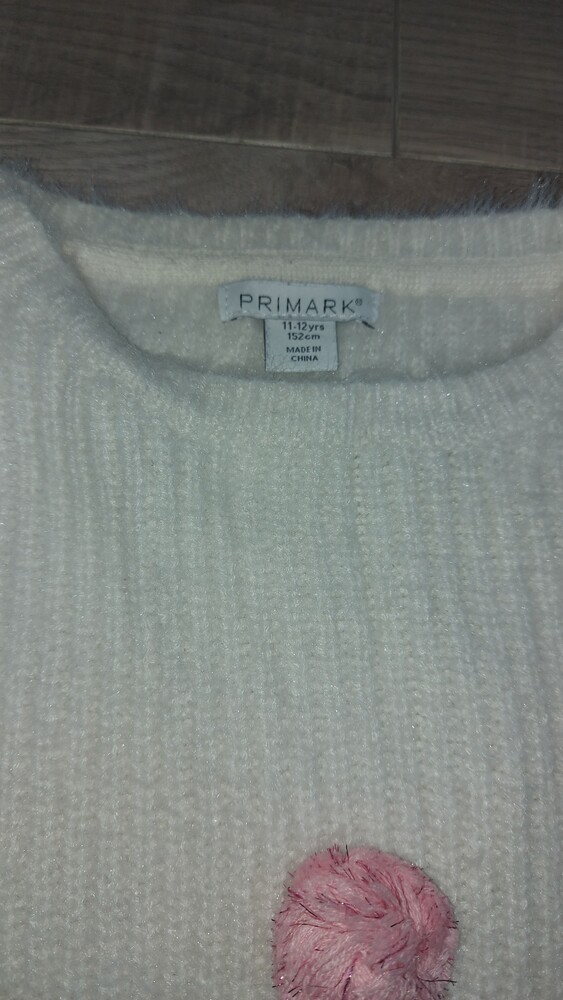 PRIMARK®
11-12yrs
152cm
MADE IN
CHINA